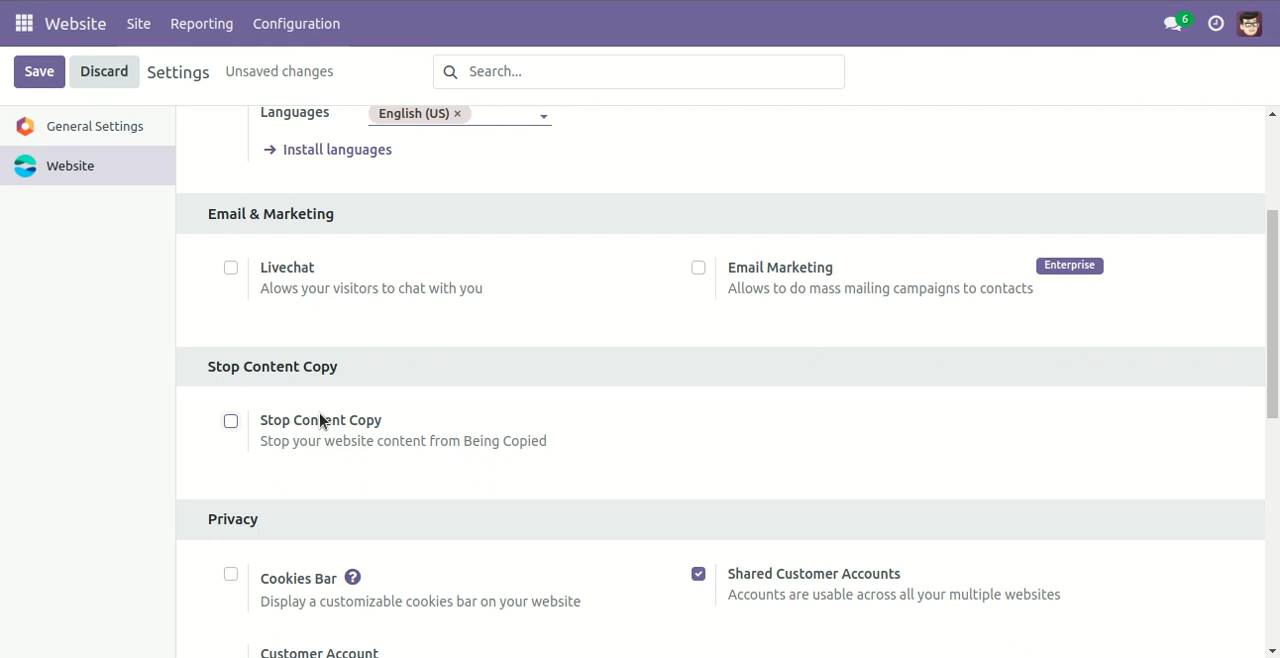 Website Site Reporting Configuration 6
Save Discard Settings Unsaved changes Search...
General Settings
Website
Languages English (US) ×
→ Install languages
Email & Marketing
Livechat
Alows your visitors to chat with you
Email Marketing Enterprise
Allows to do mass mailing campaigns to contacts
Stop Content Copy
Stop Content Copy
Stop your website content from Being Copied
Privacy
Cookies Bar ?
Display a customizable cookies bar on your website
Shared Customer Accounts
Accounts are usable across all your multiple websites
Customer Account